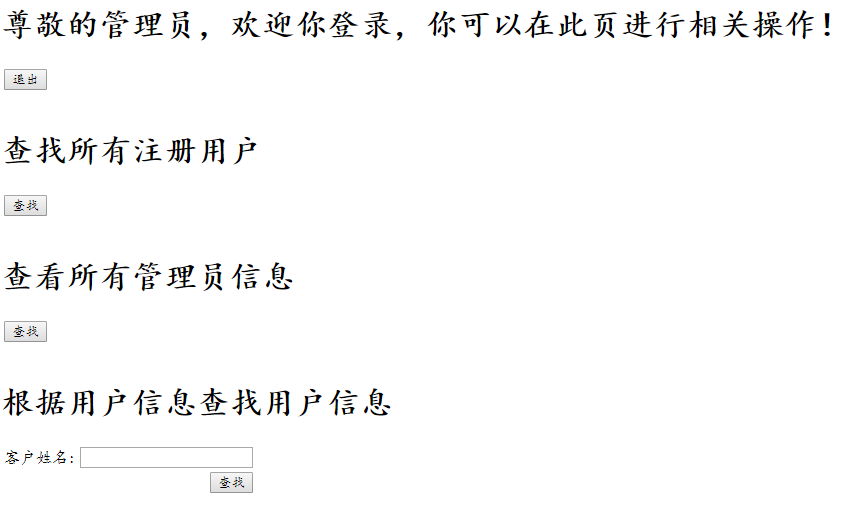 尊敬的管理员，欢迎你登录，你可以在此页进行相关操作！
退出
查找所有注册用户
查找
查看所有管理员信息
查找
根据用户信息查找用户信息
客户姓名:
查找